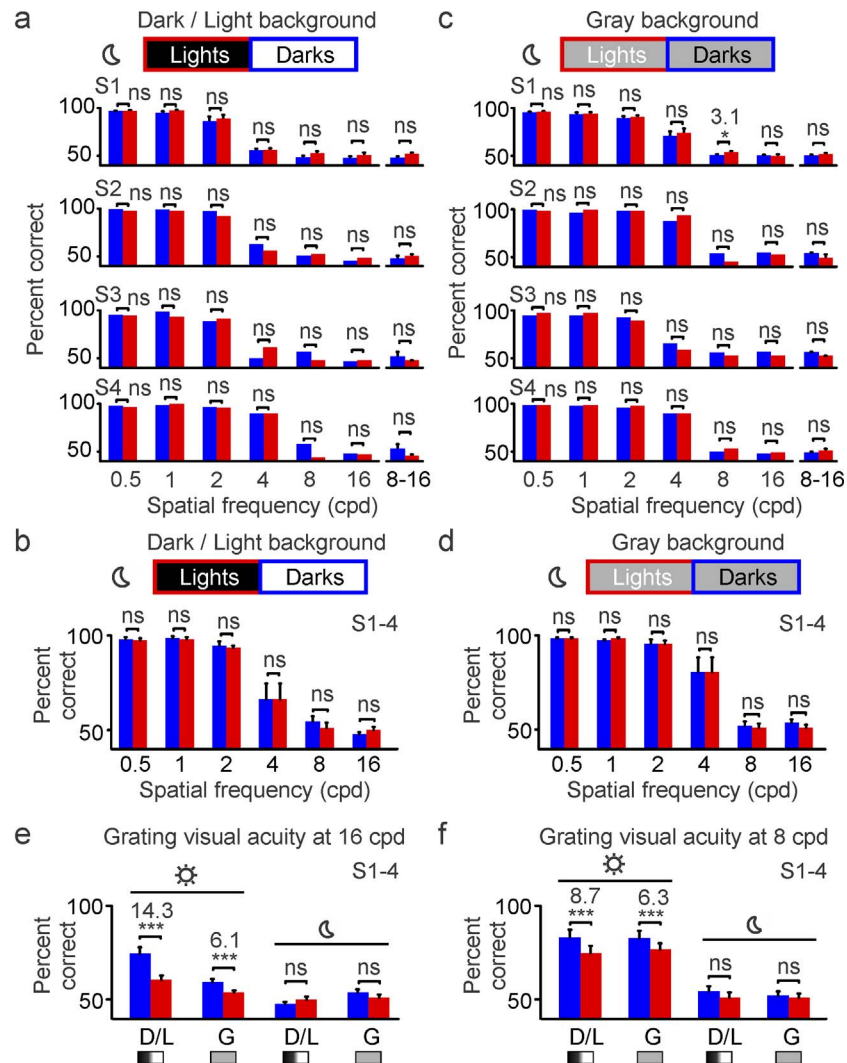 a
Dark / Light background
Lights Darks
S1 ns ns ns ns ns ns ns
100
50
S2 ns ns ns ns ns ns ns
100
50
S3 ns ns ns ns ns ns ns
100
50
S4 ns ns ns ns ns ns ns
100
50
Percent correct
0.5 1 2 4 8 16 8-16
Spatial frequency (cpd)
c
Gray background
Lights Darks
S1 ns ns ns ns 3.1 ns ns
*
100
50
S2 ns ns ns ns ns ns ns
100
50
S3 ns ns ns ns ns ns ns
100
50
S4 ns ns ns ns ns ns ns
100
50
Percent correct
0.5 1 2 4 8 16 8-16
Spatial frequency (cpd)
b
Dark / Light background
Lights Darks
S1-4
ns ns ns ns ns ns
100
50
Percent
correct
0.5 1 2 4 8 16
Spatial frequency (cpd)
d
Gray background
Lights Darks
S1-4
ns ns ns ns ns ns
100
50
Percent
correct
0.5 1 2 4 8 16
Spatial frequency (cpd)
e
Grating visual acuity at 16 cpd
S1-4
14.3 6.1 ns ns
*** ***
100
50
Percent
correct
D/L G D/L G
f
Grating visual acuity at 8 cpd
S1-4
8.7 6.3 ns ns
*** ***
100
50
Percent
correct
D/L G D/L G